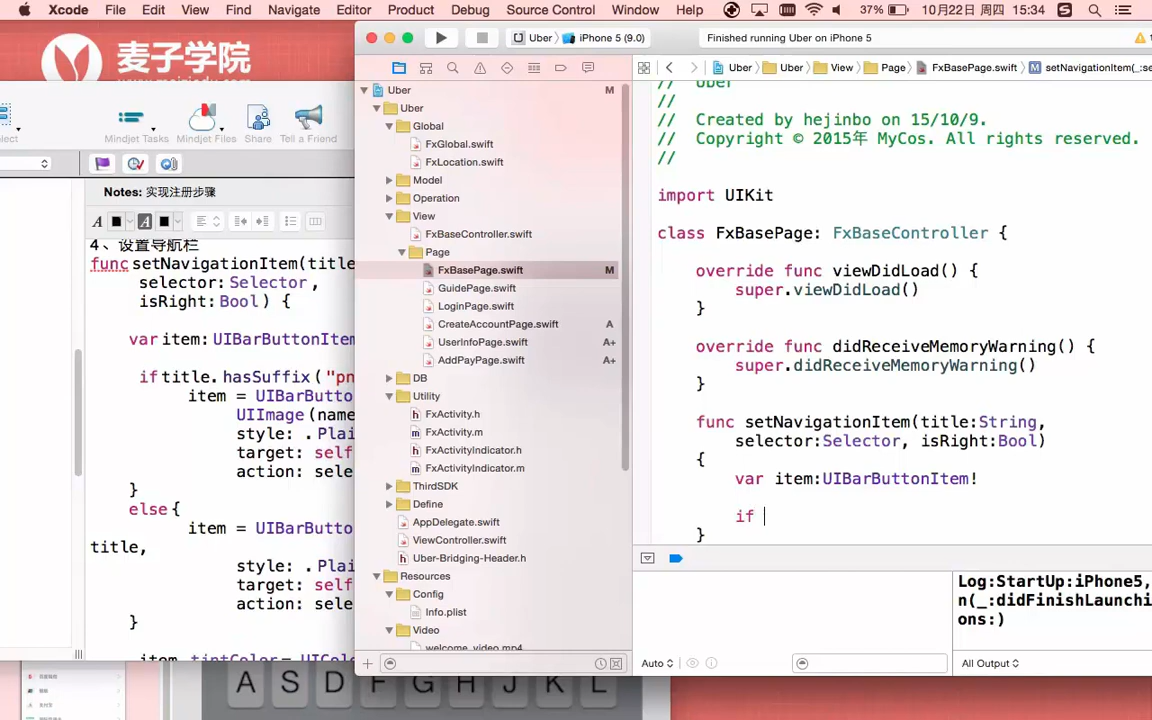 Xcode File Edit View Find Navigate Editor Product Debug Source Control Window Help 37% 10月22日 周四 15:34
麦子学院
www.maiziedu.com
Mindjet Tasks Mindjet Files Share Tell a Friend
Notes: 实现注册步骤
4、设置导航栏
func setNavigationItem(title
selector:Selector,
isRight:Bool) {
var item:UIBarButtonItem
if title. hasSuffix ("pn
item = UIBarButto
UIImage (name
style: .Plai
target: self
action: sele
}
else{
item = UIBarButto
title,
style: .Plai
target: self
action: sele
}
item tintColor = UIColo
Uber iPhone 5 (9.0) Finished running Uber on iPhone 5
Uber Uber View Page FxBasePage.swift M setNavigationItem(_:se
Uber M
Uber
Global
FxGlobal.swift
FxLocation.swift
Model
Operation
View
FxBaseController.swift
Page
FxBasePage.swift M
GuidePage.swift
LoginPage.swift
CreateAccountPage.swift A
UserInfoPage.swift A+
AddPayPage.swift A+
DB
Utility
FxActivity.h
FxActivity.m
FxActivityIndicator.h
FxActivityIndicator.m
ThirdSDK
Define
AppDelegate.swift
ViewController.swift
Uber-Bridging-Header.h
Resources
Config
Info.plist
Video
welcome_video.mp4
// Uber
//
// Created by hejinbo on 15/10/9.
// Copyright © 2015年 MyCos. All rights reserved.
//
import UIKit
class FxBasePage: FxBaseController {
override func viewDidLoad() {
super.viewDidLoad()
}
override func didReceiveMemoryWarning() {
super.didReceiveMemoryWarning()
}
func setNavigationItem(title:String,
selector:Selector, isRight:Bool)
{
var item:UIBarButtonItem!
if
}
Log:StartUp:iPhone5,
n(_:didFinishLaunchi
ons:)
Auto All Output
A S D F G H J K L